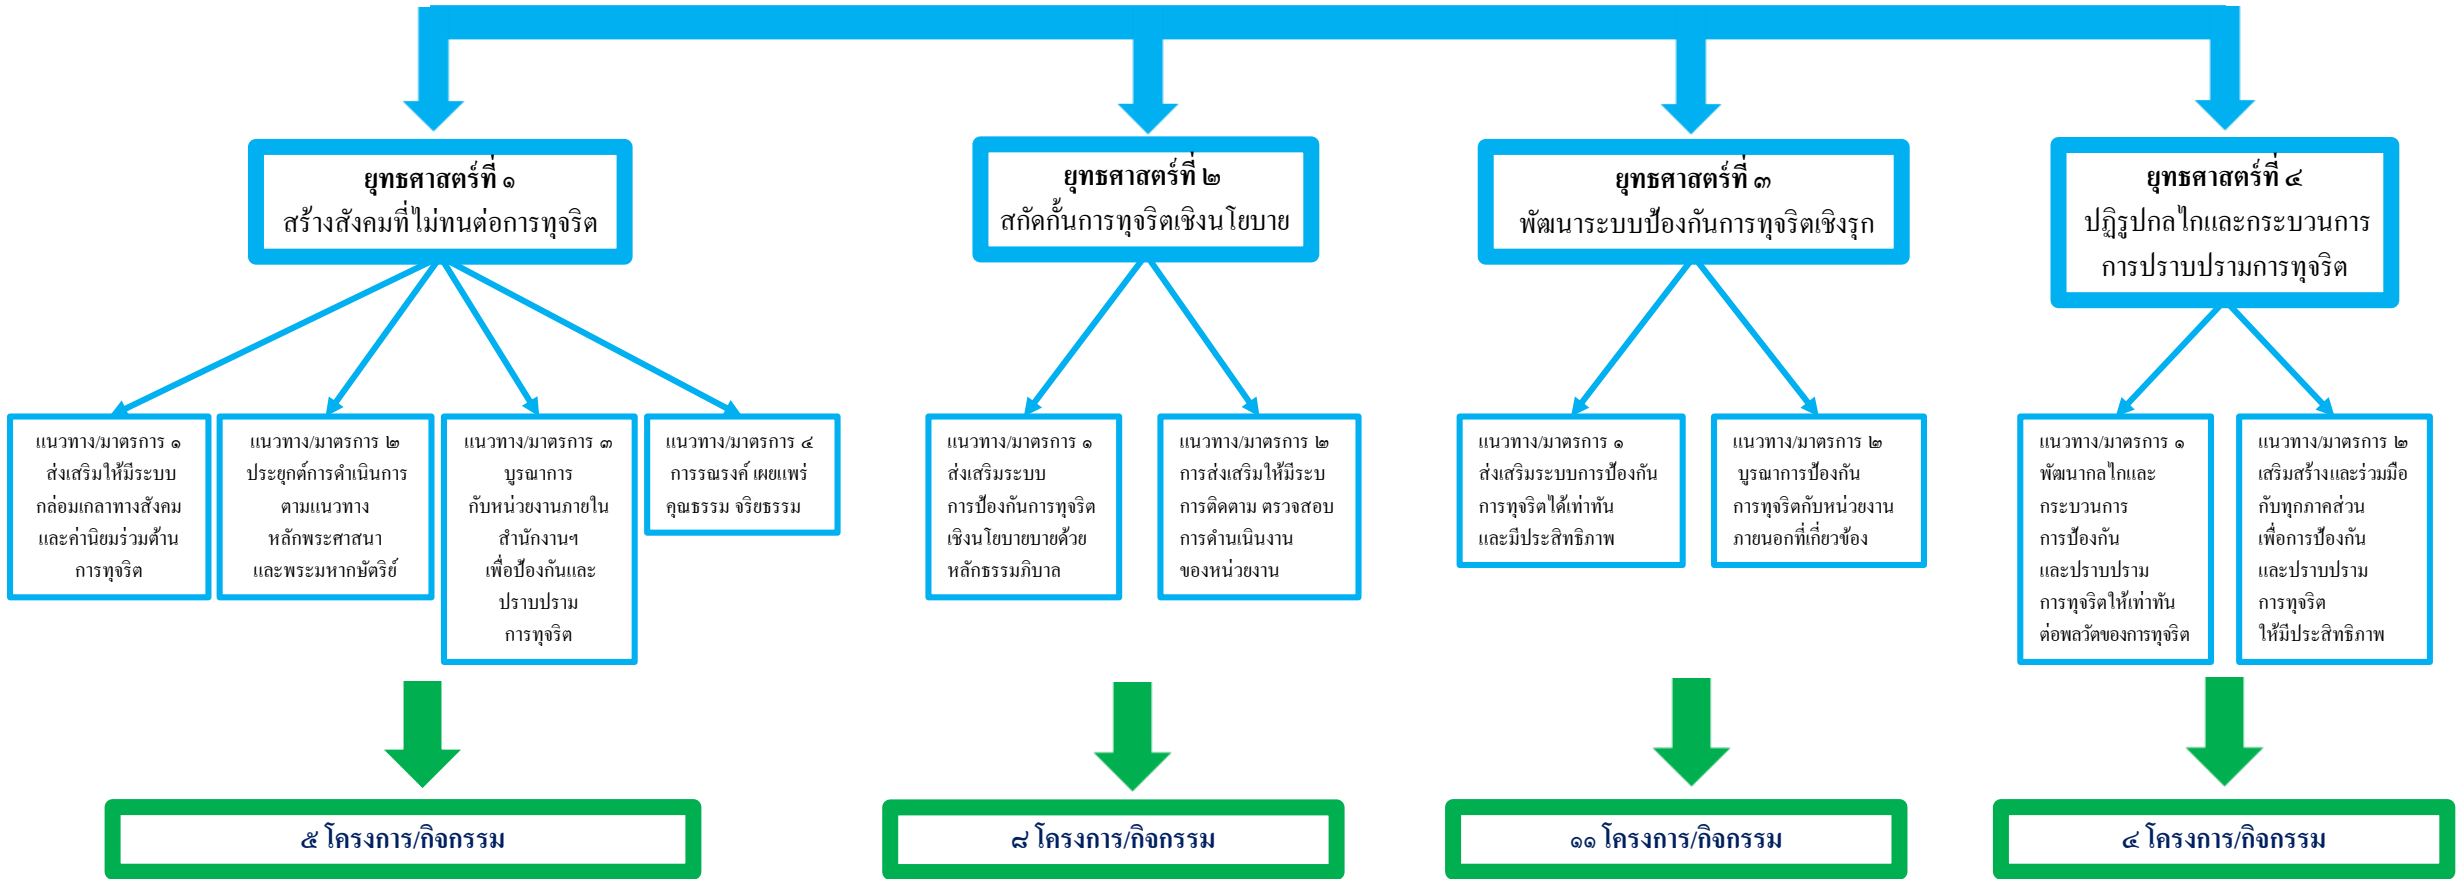 ยุทธศาสตร์ที่ ๑
สร้างสังคมที่ไม่ทนต่อการทุจริต
ยุทธศาสตร์ที่ ๒
สกัดกั้นการทุจริตเชิงนโยบาย
ยุทธศาสตร์ที่ ๓
พัฒนาระบบป้องกันการทุจริตเชิงรุก
ยุทธศาสตร์ที่ ๔
ปฏิรูปกลไกและกระบวนการ
การปราบปรามการทุจริต
แนวทาง/มาตรการ ๑
ส่งเสริมให้มีระบบ
กล่อมเกลาทางสังคม
และค่านิยมร่วมต้าน
การทุจริต
แนวทาง/มาตรการ ๒
ประยุกต์การดำเนินการ
ตามแนวทาง
หลักพระศาสนา
และพระมหากษัตริย์
แนวทาง/มาตรการ ๓
บูรณาการ
กับหน่วยงานภายใน
สำนักงานฯ
เพื่อป้องกันและ
ปราบปราม
การทุจริต
แนวทาง/มาตรการ ๔
การรณรงค์ เผยแพร่
คุณธรรม จริยธรรม
แนวทาง/มาตรการ ๑
ส่งเสริมระบบ
การป้องกันการทุจริต
เชิงนโยบายบายด้วย
หลักธรรมภิบาล
แนวทาง/มาตรการ ๒
การส่งเสริมให้มีระบ
การติดตาม ตรวจสอบ
การดำเนินงาน
ของหน่วยงาน
แนวทาง/มาตรการ ๑
ส่งเสริมระบบการป้องกัน
การทุจริตได้เท่าทัน
และมีประสิทธิภาพ
แนวทาง/มาตรการ ๒
บูรณาการป้องกัน
การทุจริตกับหน่วยงาน
ภายนอกที่เกี่ยวข้อง
แนวทาง/มาตรการ ๑
พัฒนากลไกและ
กระบวนการ
การป้องกัน
และปราบปราม
การทุจริตให้เท่าทัน
ต่อพลวัตของการทุจริต
แนวทาง/มาตรการ ๒
เสริมสร้างและร่วมมือ
กับทุกภาคส่วน
เพื่อการป้องกัน
และปราบปราม
การทุจริต
ให้มีประสิทธิภาพ
๕ โครงการ/กิจกรรม
๘ โครงการ/กิจกรรม
๑๑ โครงการ/กิจกรรม
๔ โครงการ/กิจกรรม